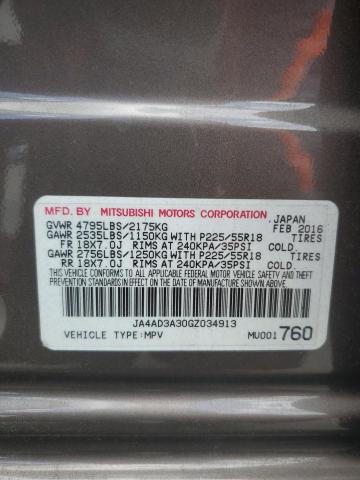 MFD. BY MITSUBISHI MOTORS CORPORATION, JAPAN
GVWR 4795LBS/2175KG FEB 2016
GAWR 2535LBS/1150KG WITH P225/55R18 TIRES
FR 18X7.0J RIMS AT 240KPA/35PSI COLD.
GAWR 2756LBS/1250KG WITH P225/55R18 TIRES
RR 18X7.0J RIMS AT 240KPA/35PSI COLD.
THIS VEHICLE CONFORMS TO ALL APPLICABLE FEDERAL MOTOR VEHICLE SAFETY AND
THEFT PREVENTION STANDARDS IN EFFECT ON THE DATE OF MANUFACTURE SHOWN ABOVE.
JA4AD3A30GZ034913
VEHICLE TYPE:MPV MU001760